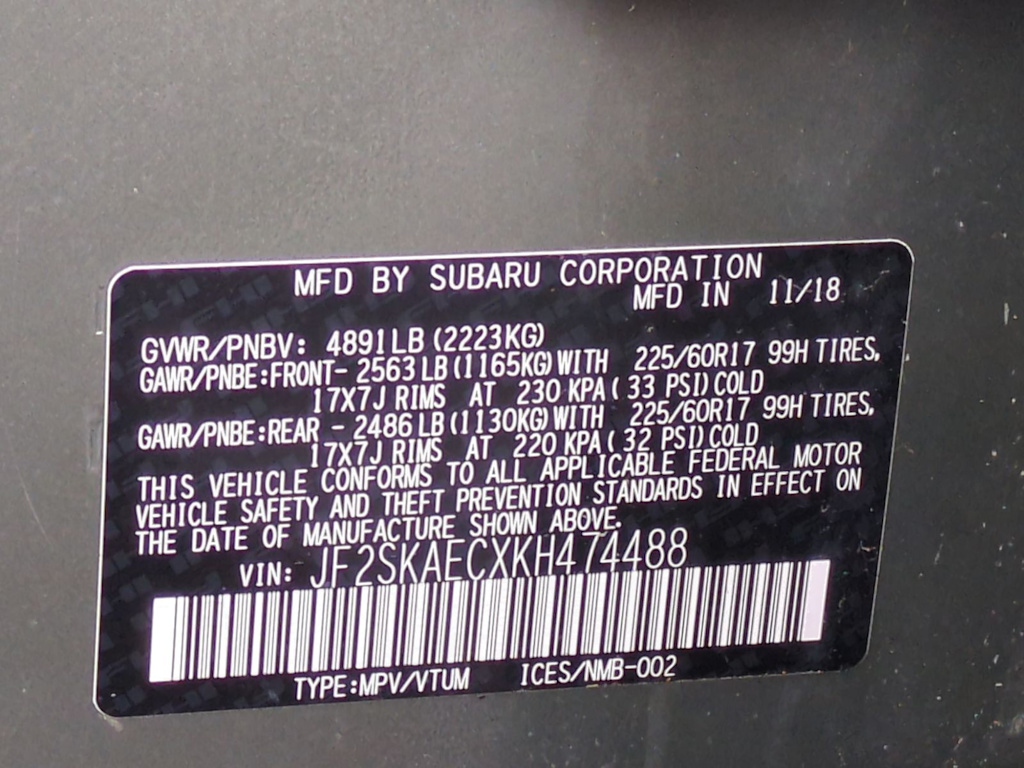 MFD BY SUBARU CORPORATION
MFD IN 11/18
GVWR/PNBV: 4891LB (2223KG)
GAWR/PNBE:FRONT- 2563LB (1165KG) WITH 225/60R17 99H TIRES,
17X7J RIMS AT 230 KPA ( 33 PSI) COLD
GAWR/PNBE:REAR - 2486LB (1130KG) WITH 225/60R17 99H TIRES,
17X7J RIMS AT 220 KPA ( 32 PSI) COLD
THIS VEHICLE CONFORMS TO ALL APPLICABLE FEDERAL MOTOR
VEHICLE SAFETY AND THEFT PREVENTION STANDARDS IN EFFECT ON
THE DATE OF MANUFACTURE SHOWN ABOVE.
VIN: JF2SKAECXKH474488
TYPE:MPV/VTUM ICES/NMB-002